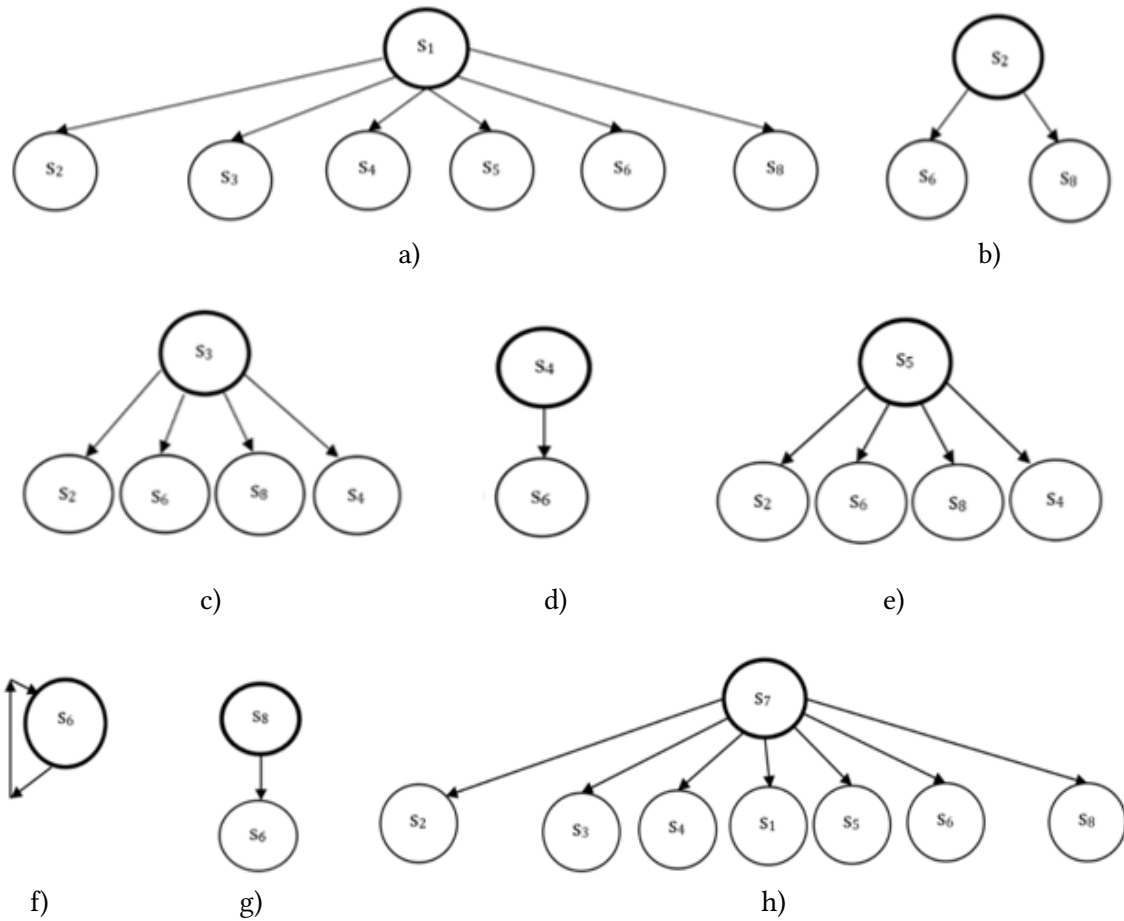 S₁
S₂ S₃ S₄ S₅ S₆ S₈
a)
S₂
S₆ S₈
b)
S₃
S₂ S₆ S₈ S₄
c)
S₄
S₆
d)
S₅
S₂ S₆ S₈ S₄
e)
S₆
f)
S₈
S₆
g)
S₇
S₂ S₃ S₄ S₁ S₅ S₆ S₈
h)